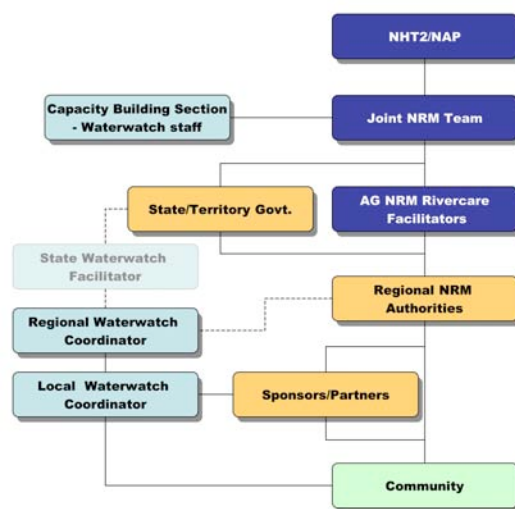 NHT2/NAP
Capacity Building Section
- Waterwatch staff
Joint NRM Team
State/Territory Govt.
AG NRM Rivercare
Facilitators
State Waterwatch
Facilitator
Regional NRM
Authorities
Regional Waterwatch
Coordinator
Local Waterwatch
Coordinator
Sponsors/Partners
Community